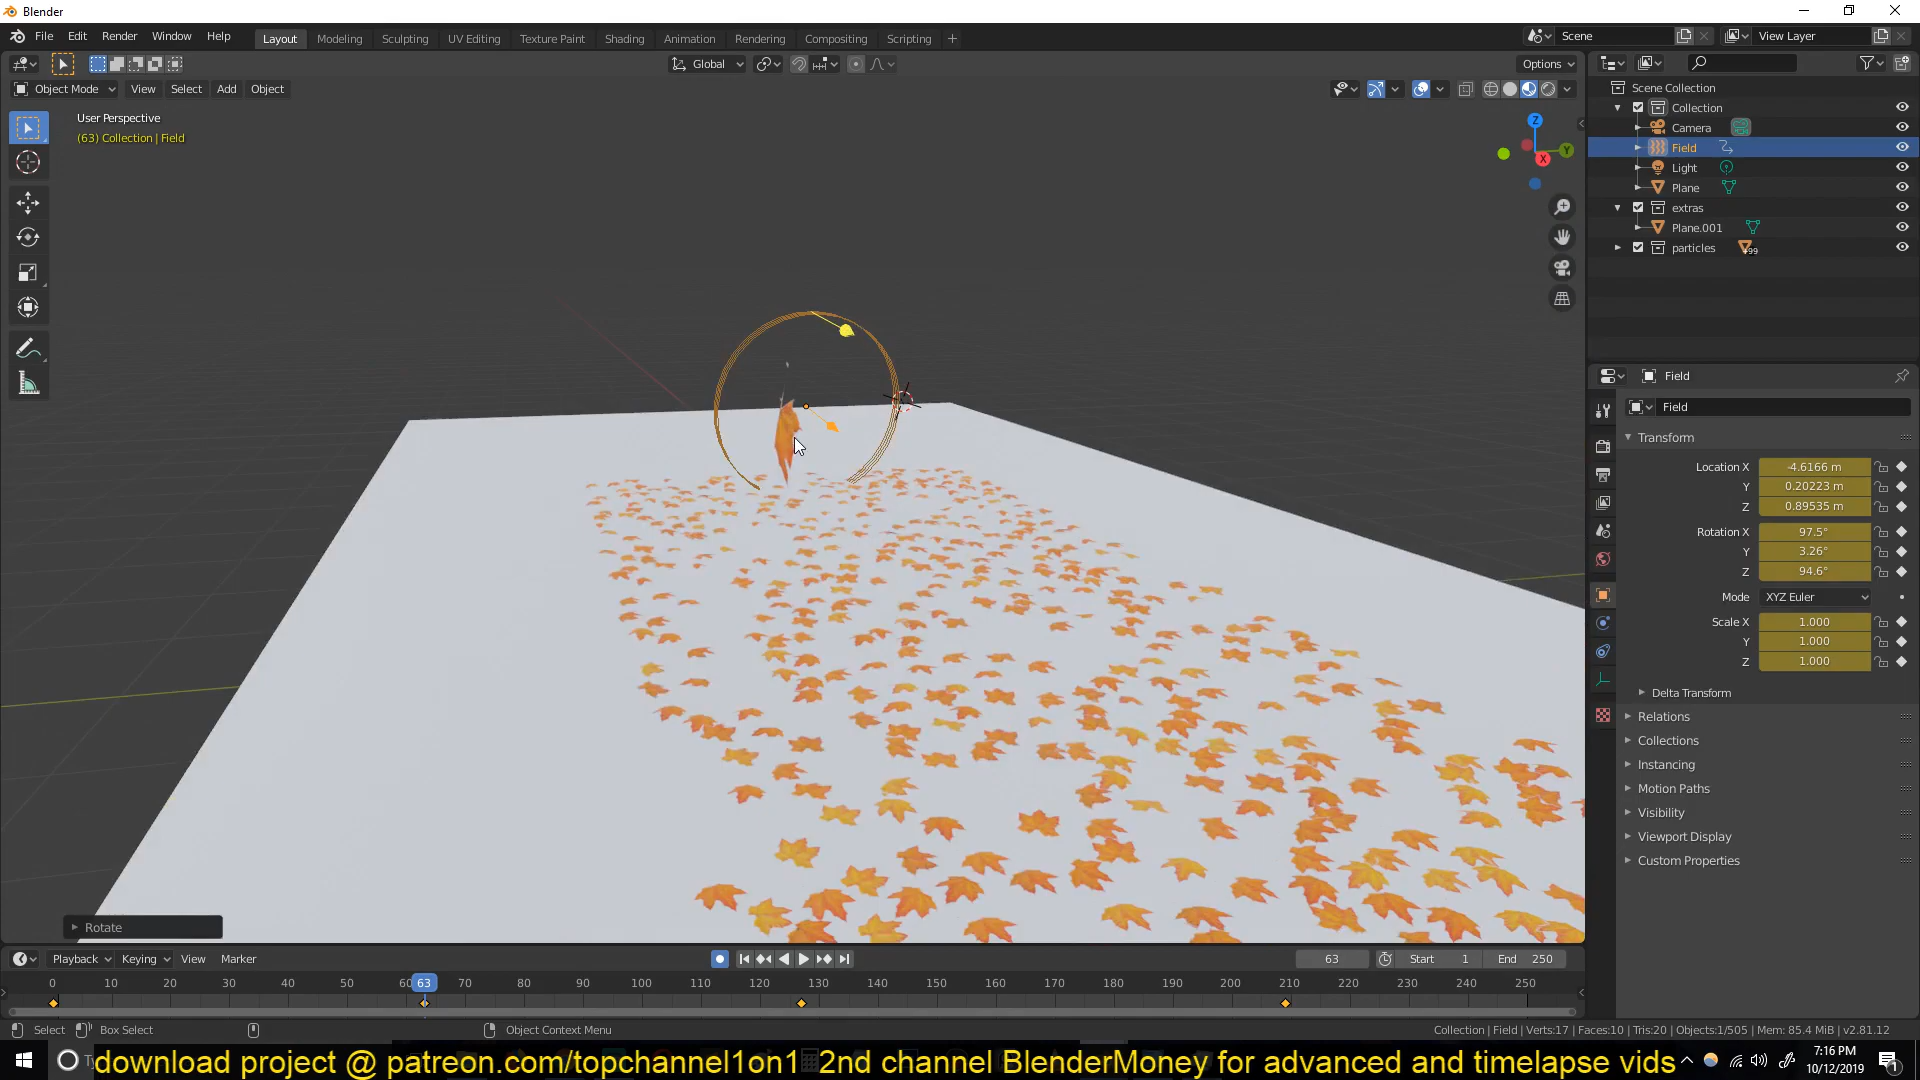 Blender
File Edit Render Window Help
Layout Modeling Sculpting UV Editing Texture Paint Shading Animation Rendering Compositing Scripting +
Scene View Layer
Global Options
Object Mode View Select Add Object
User Perspective
(63) Collection | Field
Z
Y
X
Scene Collection
Collection
Camera
Field
Light
Plane
extras
Plane.001
particles
99
Field
Field
Transform
Location X -4.6166 m
Y 0.20223 m
Z 0.89535 m
Rotation X 97.5°
Y 3.26°
Z 94.6°
Mode XYZ Euler
Scale X 1.000
Y 1.000
Z 1.000
Delta Transform
Relations
Collections
Instancing
Motion Paths
Visibility
Viewport Display
Custom Properties
Rotate
Playback Keying View Marker 63 Start 1 End 250
0 10 20 30 40 50 60 63 70 80 90 100 110 120 130 140 150 160 170 180 190 200 210 220 230 240 250
Select Box Select Object Context Menu
Collection | Field | Verts:17 | Faces:10 | Tris:20 | Objects:1/505 | Mem: 85.4 MiB | v2.81.12
download project @ patreon.com/topchannel1on1 2nd channel BlenderMoney for advanced and timelapse vids
7:16 PM
10/12/2019
1